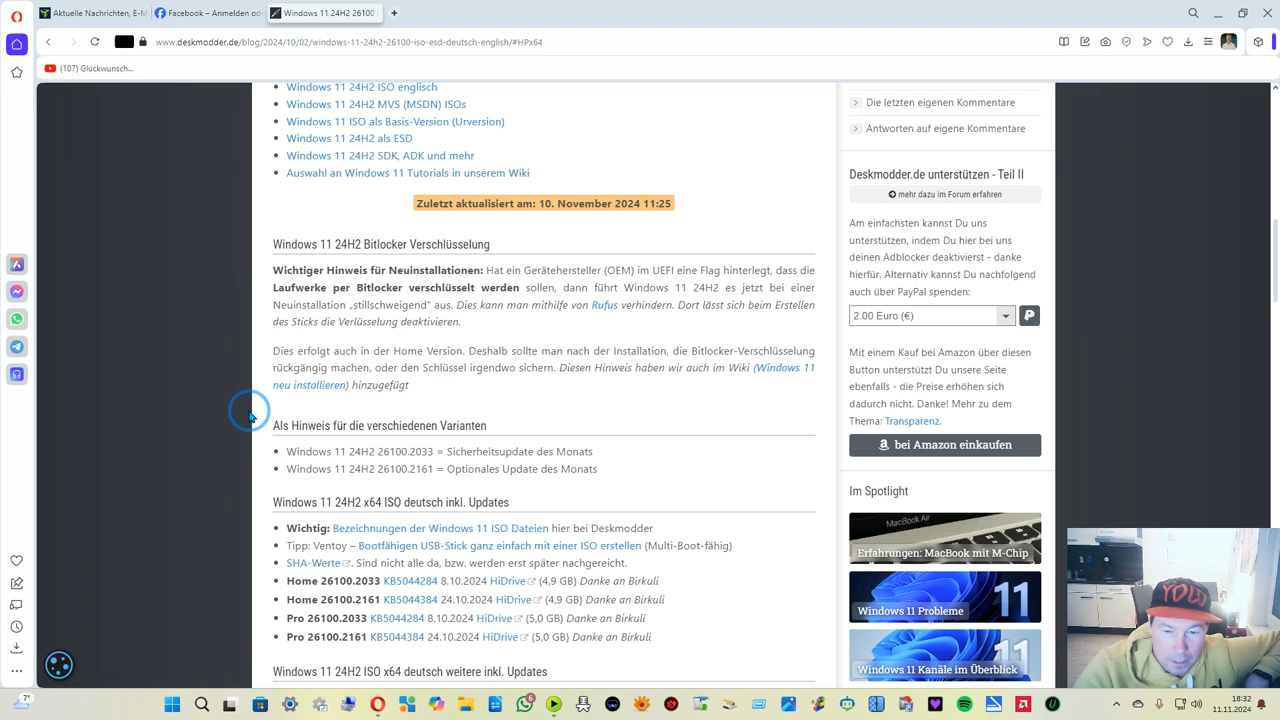 Aktuelle Nachrichten, E-M
Facebook – Anmelden od
Windows 11 24H2 26100
www.deskmodder.de/blog/2024/10/02/windows-11-24h2-26100-iso-esd-deutsch-english/#HPx64
(107) Glückwunsch...
Windows 11 24H2 ISO englisch
Windows 11 24H2 MVS (MSDN) ISOs
Windows 11 ISO als Basis-Version (Urversion)
Windows 11 24H2 als ESD
Windows 11 24H2 SDK, ADK und mehr
Auswahl an Windows 11 Tutorials in unserem Wiki
Zuletzt aktualisiert am: 10. November 2024 11:25
Windows 11 24H2 Bitlocker Verschlüsselung
Wichtiger Hinweis für Neuinstallationen: Hat ein Gerätehersteller (OEM) im UEFI eine Flag hinterlegt, dass die
Laufwerke per Bitlocker verschlüsselt werden sollen, dann führt Windows 11 24H2 es jetzt bei einer
Neuinstallation „stillschweigend" aus. Dies kann man mithilfe von Rufus verhindern. Dort lässt sich beim Erstellen
des Sticks die Verlüsselung deaktivieren.
Dies erfolgt auch in der Home Version. Deshalb sollte man nach der Installation, die Bitlocker-Verschlüsselung
rückgängig machen, oder den Schlüssel irgendwo sichern. Diesen Hinweis haben wir auch im Wiki (Windows 11
neu installieren) hinzugefügt
Als Hinweis für die verschiedenen Varianten
Windows 11 24H2 26100.2033 = Sicherheitsupdate des Monats
Windows 11 24H2 26100.2161 = Optionales Update des Monats
Windows 11 24H2 x64 ISO deutsch inkl. Updates
Wichtig: Bezeichnungen der Windows 11 ISO Dateien hier bei Deskmodder
Tipp: Ventoy – Bootfähigen USB-Stick ganz einfach mit einer ISO erstellen (Multi-Boot-fähig)
SHA-Werte. Sind nicht alle da, bzw. werden erst später nachgereicht.
Home 26100.2033 KB5044284 8.10.2024 HiDrive (4,9 GB) Danke an Birkuli
Home 26100.2161 KB5044384 24.10.2024 HiDrive (4,9 GB) Danke an Birkuli
Pro 26100.2033 KB5044284 8.10.2024 HiDrive (5,0 GB) Danke an Birkuli
Pro 26100.2161 KB5044384 24.10.2024 HiDrive (5,0 GB) Danke an Birkuli
Windows 11 24H2 ISO x64 deutsch weitere inkl. Updates
Die letzten eigenen Kommentare
Antworten auf eigene Kommentare
Deskmodder.de unterstützen - Teil II
mehr dazu im Forum erfahren
Am einfachsten kannst Du uns
unterstützen, indem Du hier bei uns
deinen Adblocker deaktivierst - danke
hierfür. Alternativ kannst Du nachfolgend
auch über PayPal spenden:
2.00 Euro (€)
Mit einem Kauf bei Amazon über diesen
Button unterstützt Du unsere Seite
ebenfalls - die Preise erhöhen sich
dadurch nicht. Danke! Mehr zu dem
Thema: Transparenz.
bei Amazon einkaufen
Im Spotlight
MacBook Air
Erfahrungen: MacBook mit M-Chip
Windows 11 Probleme
11
Windows 11 Kanäle im Überblick
11
YOLO
7°
6
18:32
11.11.2024